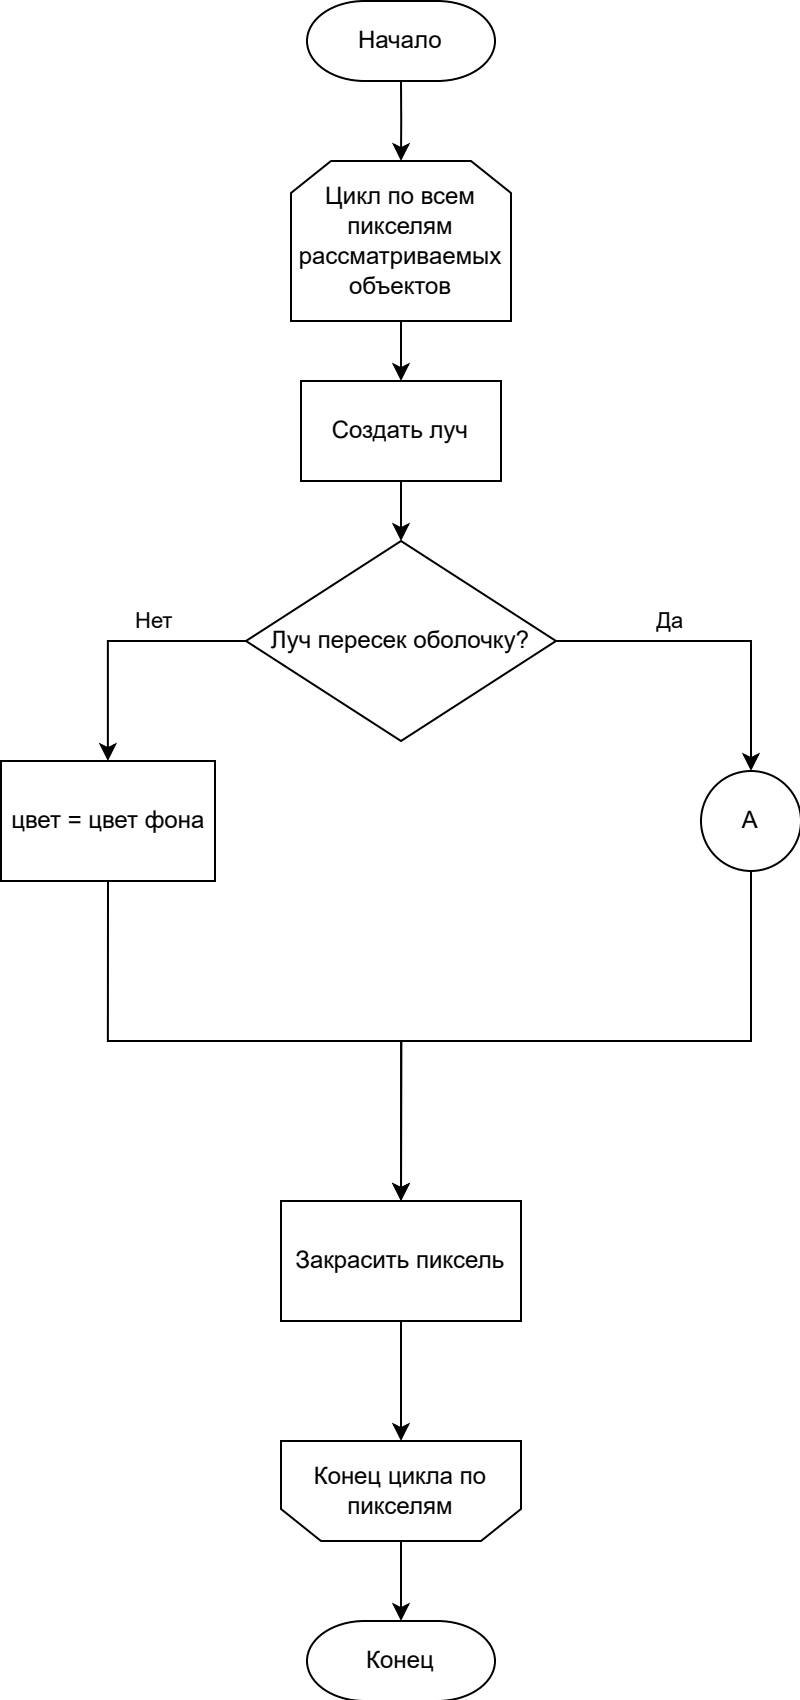 Начало
Цикл по всем
пикселям
рассматриваемых
объектов
Создать луч
Луч пересек оболочку?
Нет
Да
цвет = цвет фона
А
Закрасить пиксель
Конец цикла по
пикселям
Конец